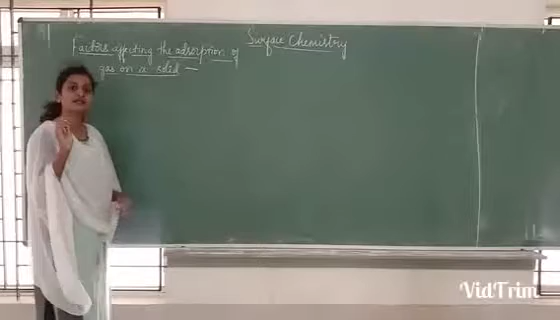 Surface Chemistry
Factors affecting the adsorption of
gas on a solid —
VidTrim